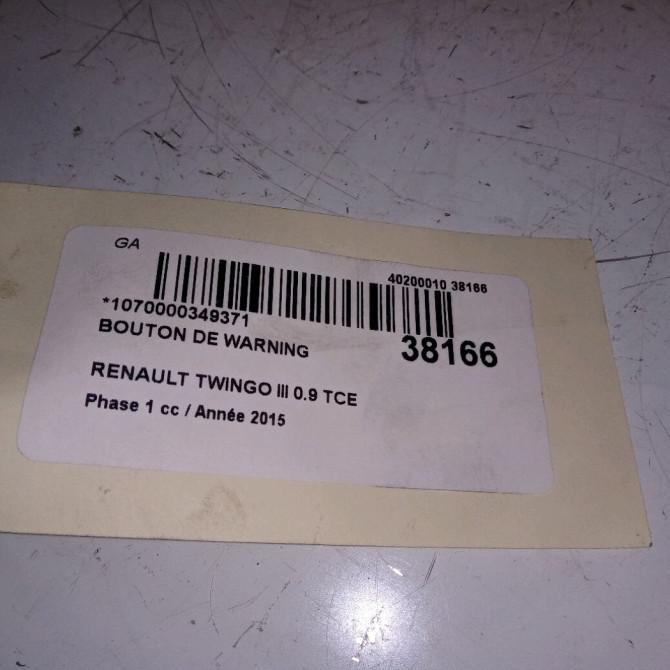 GA
40200010 38166
*1070000349371
38166
BOUTON DE WARNING
RENAULT TWINGO III 0.9 TCE
Phase 1 cc / Année 2015